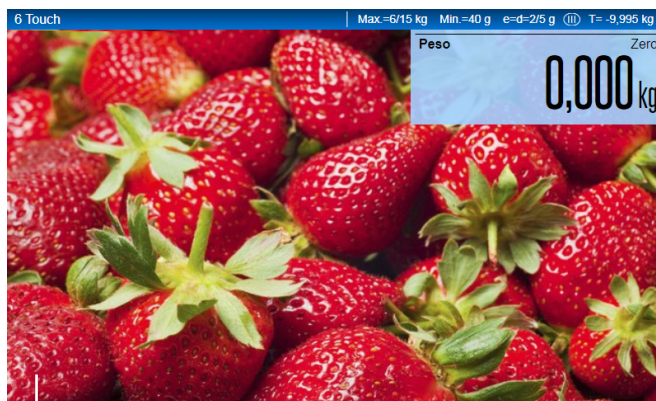 6 Touch Max.=6/15 kg Min.=40 g e=d=2/5 g III T= -9,995 kg
Peso Zero
0,000 kg